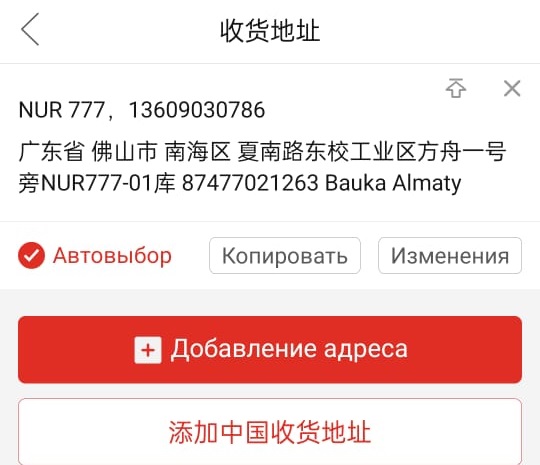 收货地址
NUR 777，13609030786
广东省 佛山市 南海区 夏南路东校工业区方舟一号
旁NUR777-01库 87477021263 Bauka Almaty
Автовыбор
Копировать
Изменения
Добавление адреса
添加中国收货地址